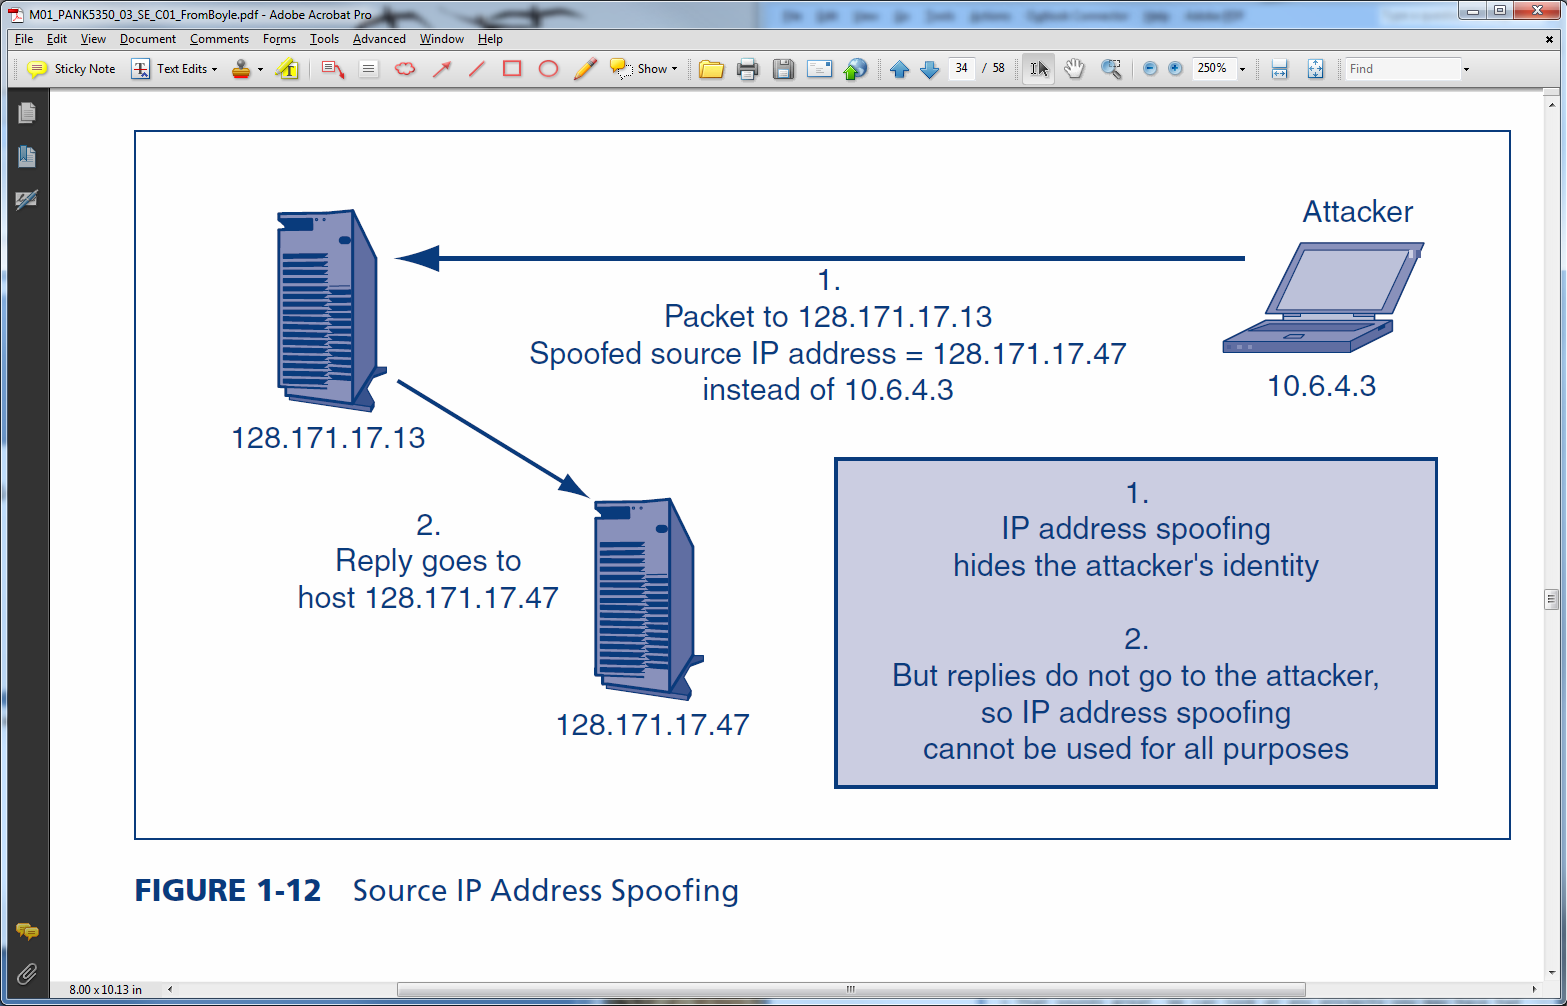 M01_PANK5350_03_SE_C01_FromBoyle.pdf - Adobe Acrobat Pro
File Edit View Document Comments Forms Tools Advanced Window Help
Sticky Note Text Edits Show 34 / 58 250% Find
Attacker
1.
Packet to 128.171.17.13
Spoofed source IP address = 128.171.17.47
instead of 10.6.4.3
10.6.4.3
128.171.17.13
2.
Reply goes to
host 128.171.17.47
128.171.17.47
1.
IP address spoofing
hides the attacker's identity
2.
But replies do not go to the attacker,
so IP address spoofing
cannot be used for all purposes
FIGURE 1-12 Source IP Address Spoofing
8.00 x 10.13 in